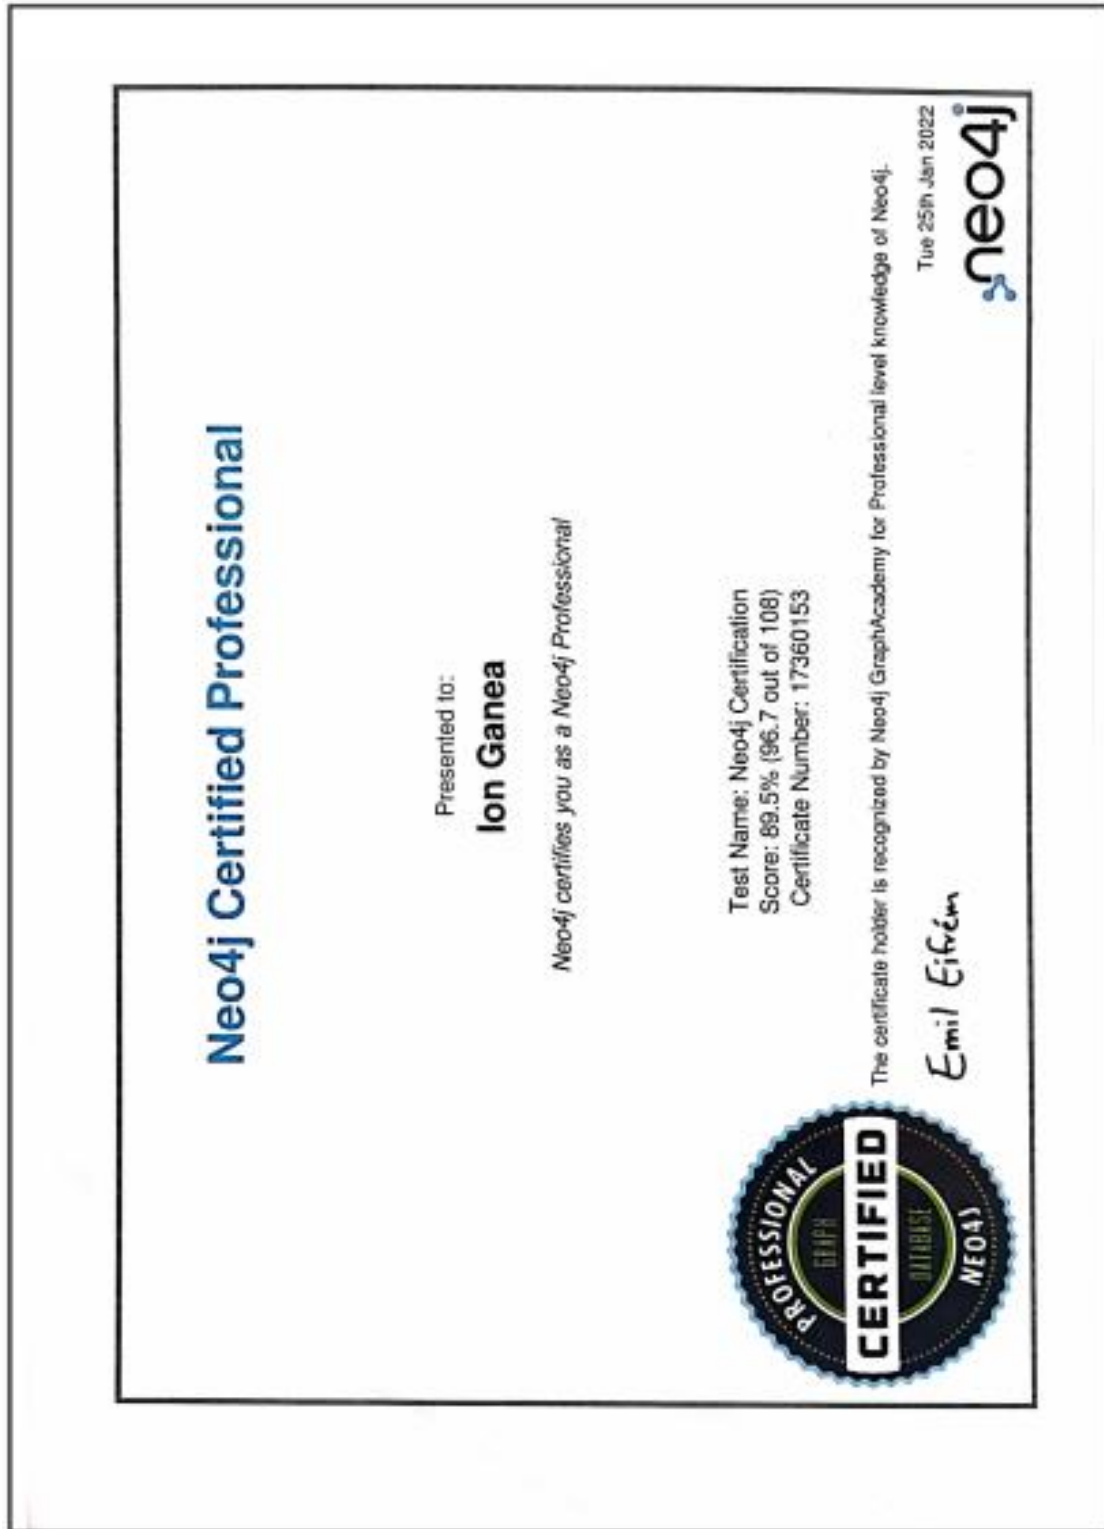 Neo4j Certified Professional
Presented to:
Ion Ganea
Neo4j certifies you as a Neo4j Professional
Test Name: Neo4j Certification
Score: 89.5% (96.7 out of 108)
Certificate Number: 17360153
The certificate holder is recognized by Neo4j GraphAcademy for Professional level knowledge of Neo4j.
Emil Eifrém
Tue 25th Jan 2022
neo4j
PROFESSIONAL
GRAPH
CERTIFIED
DATABASE
NEO4J